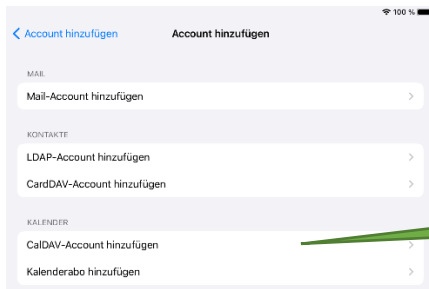 100 %
Account hinzufügen
Account hinzufügen
MAIL
Mail-Account hinzufügen
KONTAKTE
LDAP-Account hinzufügen
CardDAV-Account hinzufügen
KALENDER
CalDAV-Account hinzufügen
Kalenderabo hinzufügen